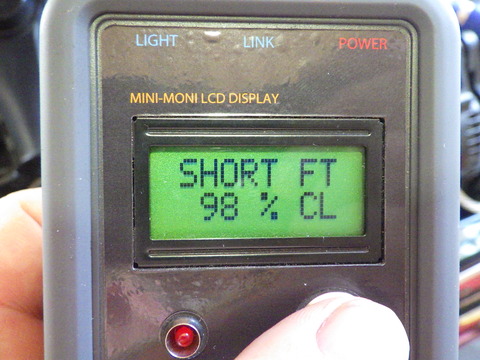 LIGHT LINK POWER
MINI-MONI LCD DISPLAY
SHORT FT
98 % CL